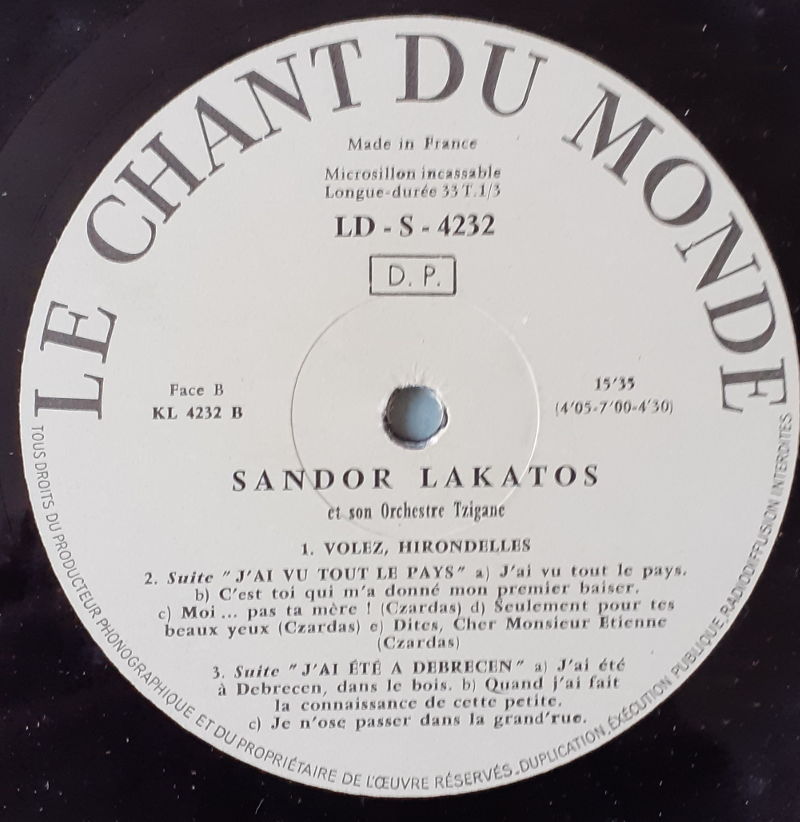 LE CHANT DU MONDE
Made in France
Microsillon incassable
Longue-durée 33 T.1/3
LD - S - 4232
D. P.
Face B
KL 4232 B
15'35
(4'05-7'00-4'30)
SANDOR LAKATOS
et son Orchestre Tzigane
1. VOLEZ, HIRONDELLES
2. Suite "J'AI VU TOUT LE PAYS" a) J'ai vu tout le pays.
b) C'est toi qui m'a donné mon premier baiser.
c) Moi ... pas ta mère ! (Czardas) d) Seulement pour tes
beaux yeux (Czardas) e) Dites, Cher Monsieur Etienne
(Czardas)
3. Suite "J'AI ÉTÉ A DEBRECEN" a) J'ai été
à Debrecen, dans le bois. b) Quand j'ai fait
la connaissance de cette petite.
c) Je n'ose passer dans la grand'rue.
TOUS DROITS DU PRODUCTEUR PHONOGRAPHIQUE ET DU PROPRIÉTAIRE DE L'ŒUVRE RÉSERVÉS. DUPLICATION, EXÉCUTION PUBLIQUE, RADIODIFFUSION INTERDITES